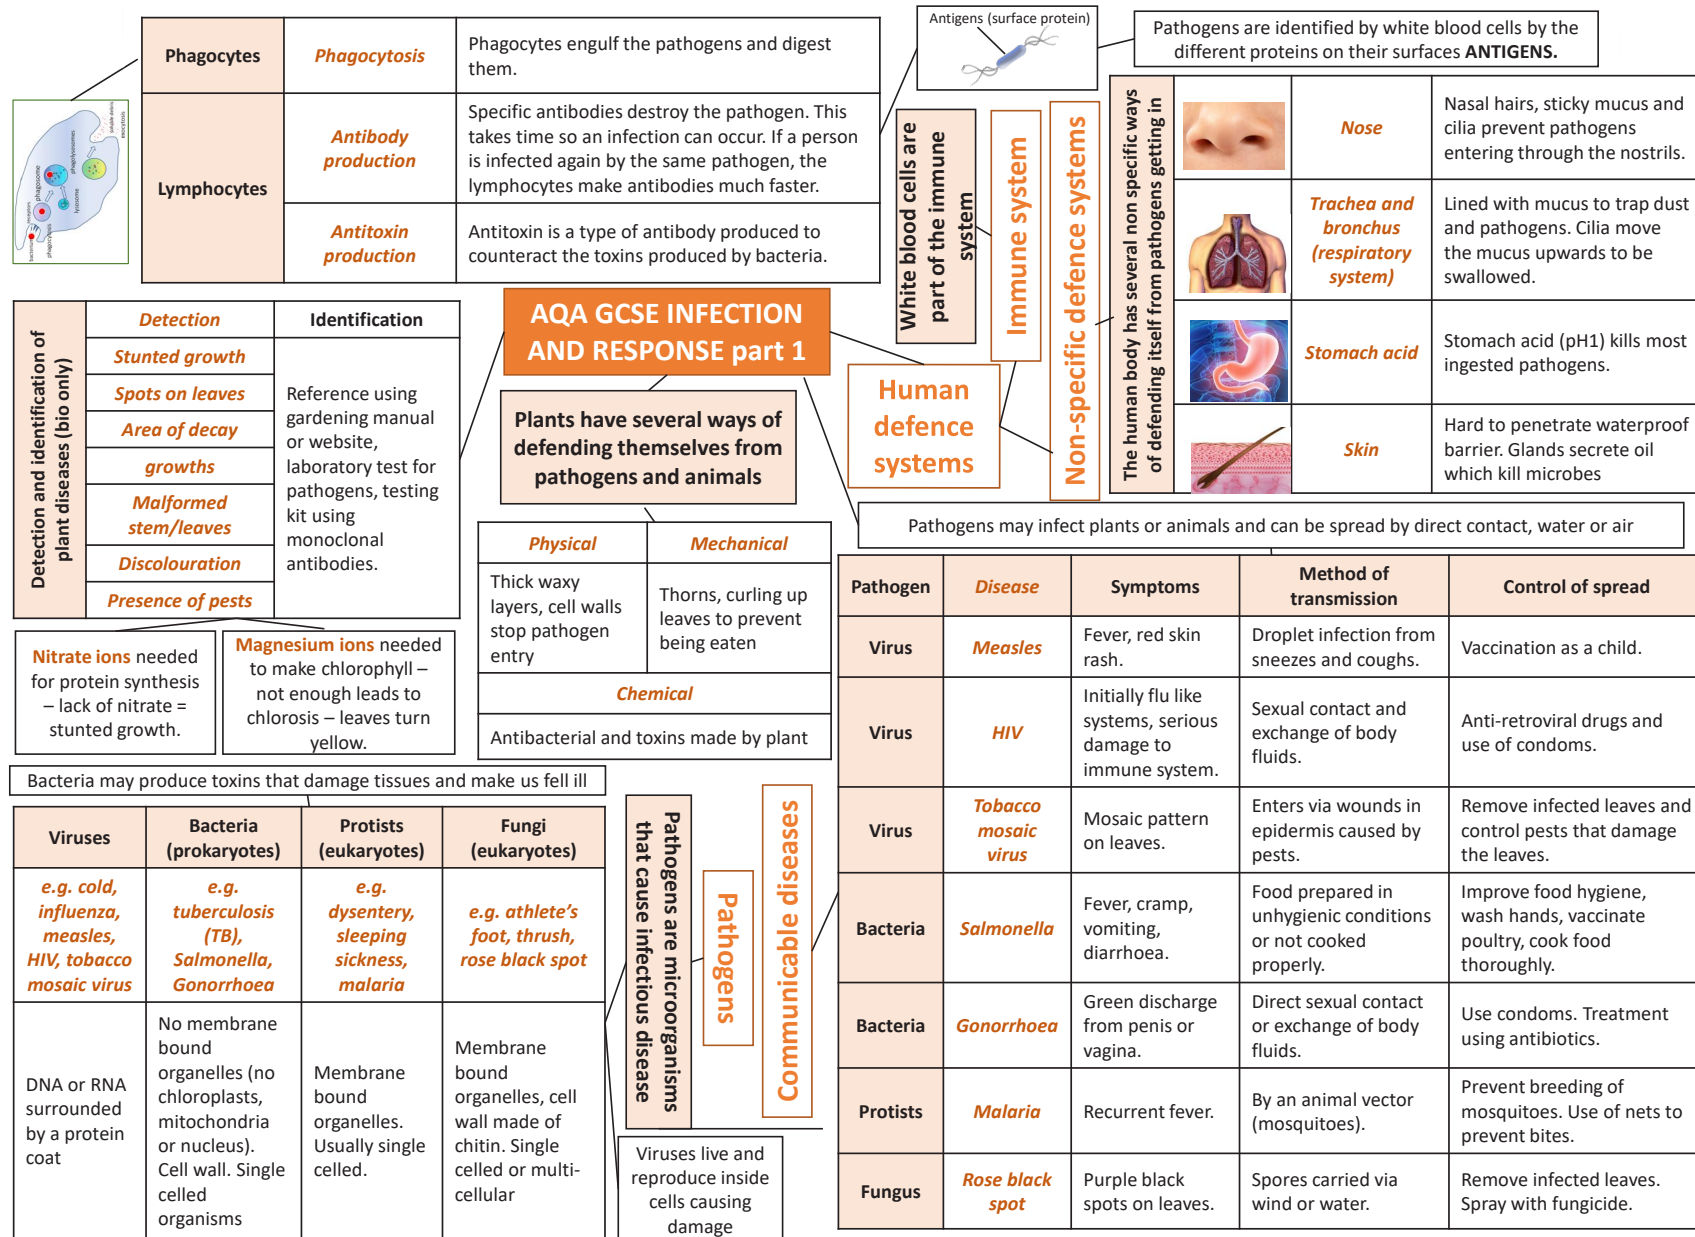 Phagocytes
Phagocytosis
Phagocytes engulf the pathogens and digest
them.
Lymphocytes
Antibody
production
Specific antibodies destroy the pathogen. This
takes time so an infection can occur. If a person
is infected again by the same pathogen, the
lymphocytes make antibodies much faster.
Antitoxin
production
Antitoxin is a type of antibody produced to
counteract the toxins produced by bacteria.
bacterium
receptors
phagocytosis
phagosome
lysosome
phagolysosomes
soluble debris
exocytosis
Antigens (surface protein)
Pathogens are identified by white blood cells by the
different proteins on their surfaces ANTIGENS.
White blood cells are
part of the immune
system
Immune system
Non-specific defence systems
The human body has several non specific ways
of defending itself from pathogens getting in
Nose
Nasal hairs, sticky mucus and
cilia prevent pathogens
entering through the nostrils.
Trachea and
bronchus
(respiratory
system)
Lined with mucus to trap dust
and pathogens. Cilia move
the mucus upwards to be
swallowed.
Stomach acid
Stomach acid (pH1) kills most
ingested pathogens.
Skin
Hard to penetrate waterproof
barrier. Glands secrete oil
which kill microbes
AQA GCSE INFECTION
AND RESPONSE part 1
Human
defence
systems
Detection and identification of
plant diseases (bio only)
Detection
Identification
Stunted growth
Spots on leaves
Area of decay
growths
Malformed
stem/leaves
Discolouration
Presence of pests
Reference using
gardening manual
or website,
laboratory test for
pathogens, testing
kit using
monoclonal
antibodies.
Nitrate ions needed
for protein synthesis
– lack of nitrate =
stunted growth.
Magnesium ions needed
to make chlorophyll –
not enough leads to
chlorosis – leaves turn
yellow.
Plants have several ways of
defending themselves from
pathogens and animals
Physical
Mechanical
Thick waxy
layers, cell walls
stop pathogen
entry
Thorns, curling up
leaves to prevent
being eaten
Chemical
Antibacterial and toxins made by plant
Pathogens may infect plants or animals and can be spread by direct contact, water or air
Pathogen
Disease
Symptoms
Method of
transmission
Control of spread
Virus
Measles
Fever, red skin
rash.
Droplet infection from
sneezes and coughs.
Vaccination as a child.
Virus
HIV
Initially flu like
systems, serious
damage to
immune system.
Sexual contact and
exchange of body
fluids.
Anti-retroviral drugs and
use of condoms.
Virus
Tobacco
mosaic
virus
Mosaic pattern
on leaves.
Enters via wounds in
epidermis caused by
pests.
Remove infected leaves and
control pests that damage
the leaves.
Bacteria
Salmonella
Fever, cramp,
vomiting,
diarrhoea.
Food prepared in
unhygienic conditions
or not cooked
properly.
Improve food hygiene,
wash hands, vaccinate
poultry, cook food
thoroughly.
Bacteria
Gonorrhoea
Green discharge
from penis or
vagina.
Direct sexual contact
or exchange of body
fluids.
Use condoms. Treatment
using antibiotics.
Protists
Malaria
Recurrent fever.
By an animal vector
(mosquitoes).
Prevent breeding of
mosquitoes. Use of nets to
prevent bites.
Fungus
Rose black
spot
Purple black
spots on leaves.
Spores carried via
wind or water.
Remove infected leaves.
Spray with fungicide.
Bacteria may produce toxins that damage tissues and make us fell ill
Viruses
Bacteria
(prokaryotes)
Protists
(eukaryotes)
Fungi
(eukaryotes)
e.g. cold,
influenza,
measles,
HIV, tobacco
mosaic virus
e.g.
tuberculosis
(TB),
Salmonella,
Gonorrhoea
e.g.
dysentery,
sleeping
sickness,
malaria
e.g. athlete's
foot, thrush,
rose black spot
DNA or RNA
surrounded
by a protein
coat
No membrane
bound
organelles (no
chloroplasts,
mitochondria
or nucleus).
Cell wall. Single
celled
organisms
Membrane
bound
organelles.
Usually single
celled.
Membrane
bound
organelles, cell
wall made of
chitin. Single
celled or multi-
cellular
Pathogens are microorganisms
that cause infectious disease
Pathogens
Communicable diseases
Viruses live and
reproduce inside
cells causing
damage